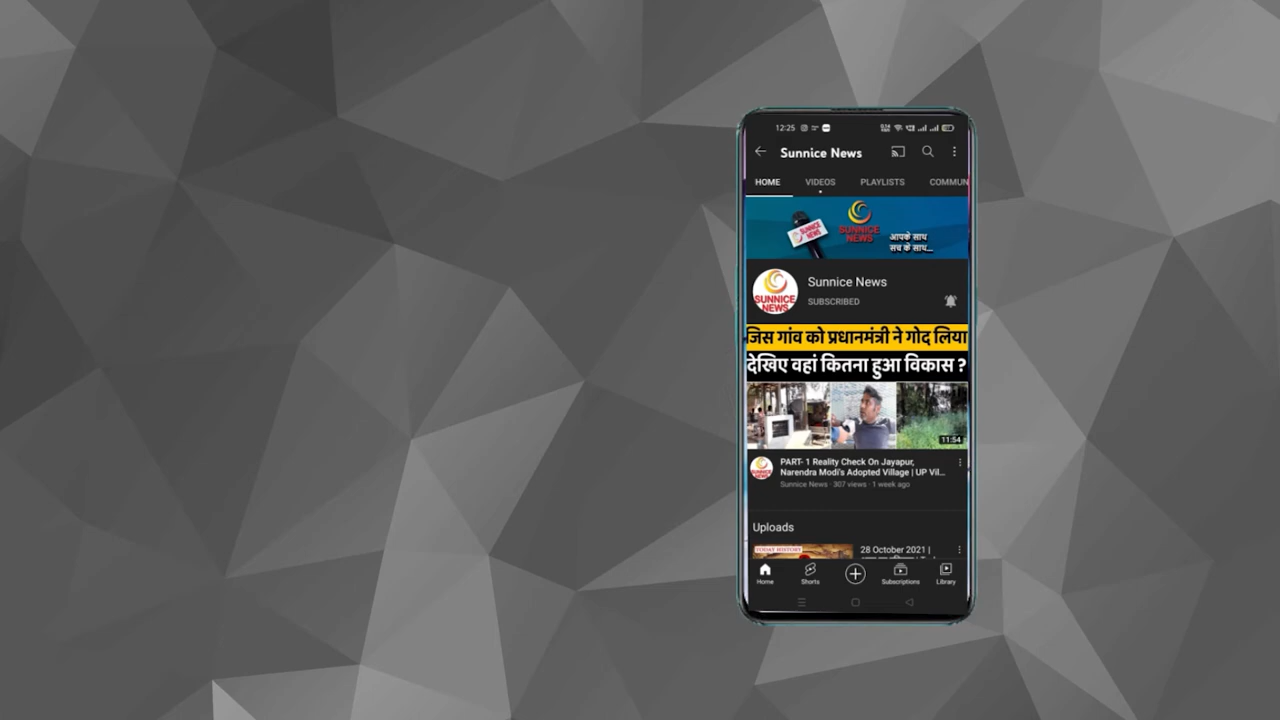 12:25
Sunnice News
HOME VIDEOS PLAYLISTS COMMUN
SUNNICE NEWS
SUNNICE
NEWS
आपके साथ
सच के साथ...
SUNNICE
NEWS
Sunnice News
SUBSCRIBED
जिस गांव को प्रधानमंत्री ने गोद लिया
देखिए वहां कितना हुआ विकास ?
11:54
PART- 1 Reality Check On Jayapur,
Narendra Modi's Adopted Village | UP Vil...
Sunnice News · 307 views · 1 week ago
Uploads
TODAY HISTORY
28 October 2021 |
Home Shorts Subscriptions Library